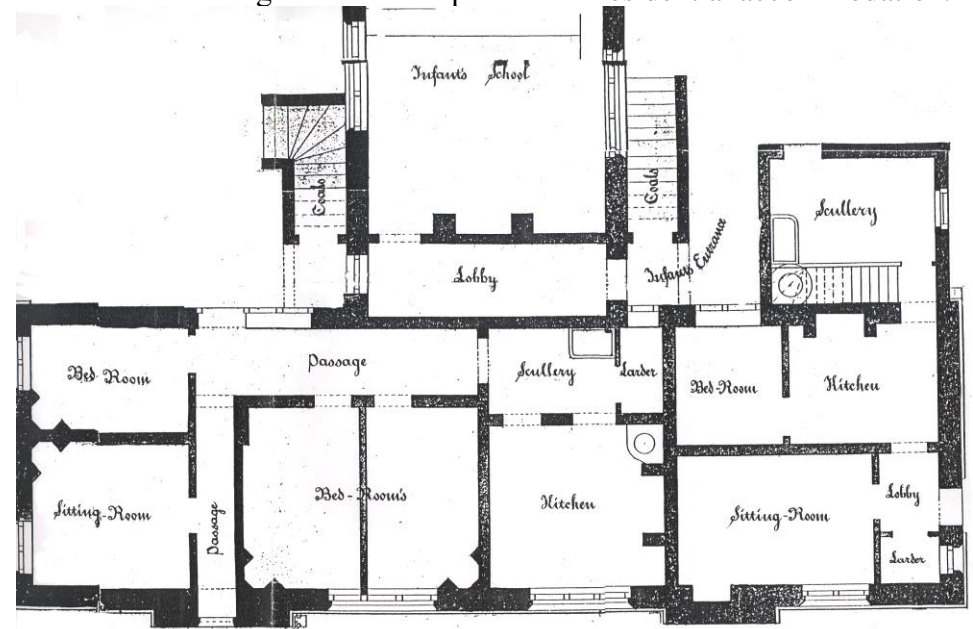 Infants School
Coals
Coals
Scullery
Infants Entrance
Lobby
Passage
Bed Room
Scullery
Larder
Bed-Room
Kitchen
Sitting-Room
Passage
Bed-Room's
Kitchen
Sitting-Room
Lobby
Larder